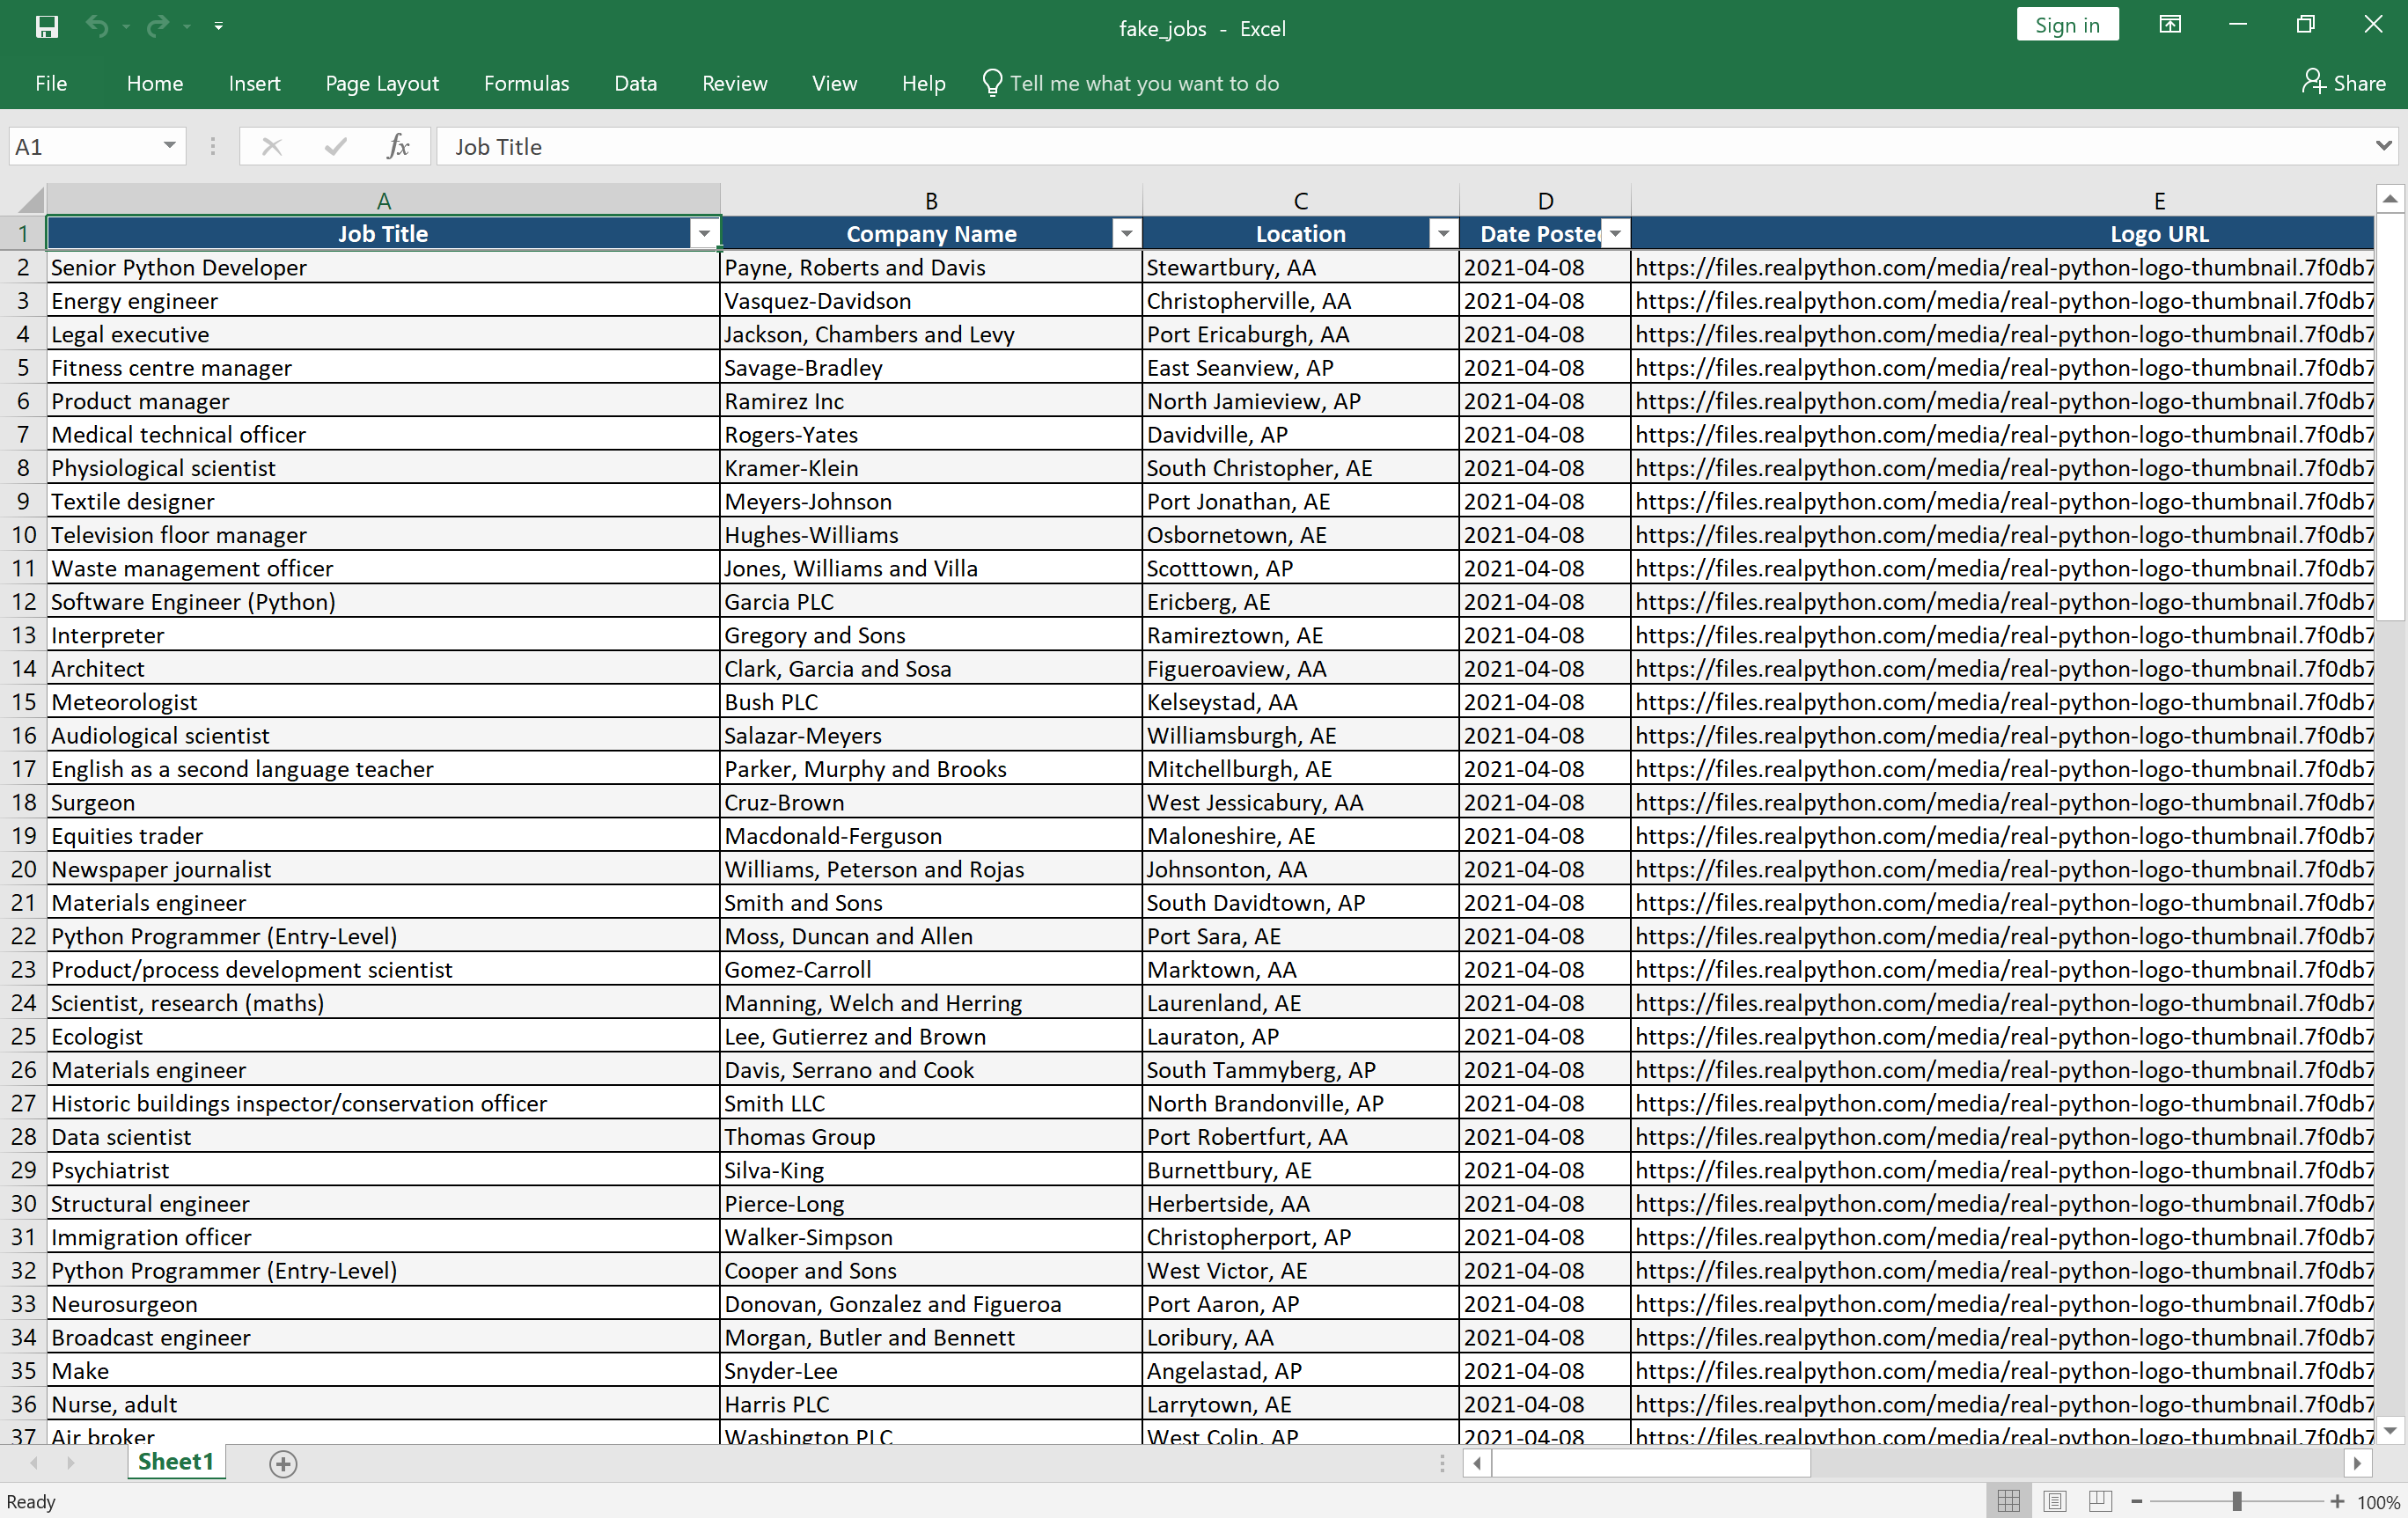 fake_jobs - Excel
Sign in
File Home Insert Page Layout Formulas Data Review View Help Tell me what you want to do Share
A1 fx Job Title
A B C D E
1 Job Title Company Name Location Date Posted Logo URL
2 Senior Python Developer Payne, Roberts and Davis Stewartbury, AA 2021-04-08 https://files.realpython.com/media/real-python-logo-thumbnail.7f0db7
3 Energy engineer Vasquez-Davidson Christopherville, AA 2021-04-08 https://files.realpython.com/media/real-python-logo-thumbnail.7f0db7
4 Legal executive Jackson, Chambers and Levy Port Ericaburgh, AA 2021-04-08 https://files.realpython.com/media/real-python-logo-thumbnail.7f0db7
5 Fitness centre manager Savage-Bradley East Seanview, AP 2021-04-08 https://files.realpython.com/media/real-python-logo-thumbnail.7f0db7
6 Product manager Ramirez Inc North Jamieview, AP 2021-04-08 https://files.realpython.com/media/real-python-logo-thumbnail.7f0db7
7 Medical technical officer Rogers-Yates Davidville, AP 2021-04-08 https://files.realpython.com/media/real-python-logo-thumbnail.7f0db7
8 Physiological scientist Kramer-Klein South Christopher, AE 2021-04-08 https://files.realpython.com/media/real-python-logo-thumbnail.7f0db7
9 Textile designer Meyers-Johnson Port Jonathan, AE 2021-04-08 https://files.realpython.com/media/real-python-logo-thumbnail.7f0db7
10 Television floor manager Hughes-Williams Osbornetown, AE 2021-04-08 https://files.realpython.com/media/real-python-logo-thumbnail.7f0db7
11 Waste management officer Jones, Williams and Villa Scotttown, AP 2021-04-08 https://files.realpython.com/media/real-python-logo-thumbnail.7f0db7
12 Software Engineer (Python) Garcia PLC Ericberg, AE 2021-04-08 https://files.realpython.com/media/real-python-logo-thumbnail.7f0db7
13 Interpreter Gregory and Sons Ramireztown, AE 2021-04-08 https://files.realpython.com/media/real-python-logo-thumbnail.7f0db7
14 Architect Clark, Garcia and Sosa Figueroaview, AA 2021-04-08 https://files.realpython.com/media/real-python-logo-thumbnail.7f0db7
15 Meteorologist Bush PLC Kelseystad, AA 2021-04-08 https://files.realpython.com/media/real-python-logo-thumbnail.7f0db7
16 Audiological scientist Salazar-Meyers Williamsburgh, AE 2021-04-08 https://files.realpython.com/media/real-python-logo-thumbnail.7f0db7
17 English as a second language teacher Parker, Murphy and Brooks Mitchellburgh, AE 2021-04-08 https://files.realpython.com/media/real-python-logo-thumbnail.7f0db7
18 Surgeon Cruz-Brown West Jessicabury, AA 2021-04-08 https://files.realpython.com/media/real-python-logo-thumbnail.7f0db7
19 Equities trader Macdonald-Ferguson Maloneshire, AE 2021-04-08 https://files.realpython.com/media/real-python-logo-thumbnail.7f0db7
20 Newspaper journalist Williams, Peterson and Rojas Johnsonton, AA 2021-04-08 https://files.realpython.com/media/real-python-logo-thumbnail.7f0db7
21 Materials engineer Smith and Sons South Davidtown, AP 2021-04-08 https://files.realpython.com/media/real-python-logo-thumbnail.7f0db7
22 Python Programmer (Entry-Level) Moss, Duncan and Allen Port Sara, AE 2021-04-08 https://files.realpython.com/media/real-python-logo-thumbnail.7f0db7
23 Product/process development scientist Gomez-Carroll Marktown, AA 2021-04-08 https://files.realpython.com/media/real-python-logo-thumbnail.7f0db7
24 Scientist, research (maths) Manning, Welch and Herring Laurenland, AE 2021-04-08 https://files.realpython.com/media/real-python-logo-thumbnail.7f0db7
25 Ecologist Lee, Gutierrez and Brown Lauraton, AP 2021-04-08 https://files.realpython.com/media/real-python-logo-thumbnail.7f0db7
26 Materials engineer Davis, Serrano and Cook South Tammyberg, AP 2021-04-08 https://files.realpython.com/media/real-python-logo-thumbnail.7f0db7
27 Historic buildings inspector/conservation officer Smith LLC North Brandonville, AP 2021-04-08 https://files.realpython.com/media/real-python-logo-thumbnail.7f0db7
28 Data scientist Thomas Group Port Robertfurt, AA 2021-04-08 https://files.realpython.com/media/real-python-logo-thumbnail.7f0db7
29 Psychiatrist Silva-King Burnettbury, AE 2021-04-08 https://files.realpython.com/media/real-python-logo-thumbnail.7f0db7
30 Structural engineer Pierce-Long Herbertside, AA 2021-04-08 https://files.realpython.com/media/real-python-logo-thumbnail.7f0db7
31 Immigration officer Walker-Simpson Christopherport, AP 2021-04-08 https://files.realpython.com/media/real-python-logo-thumbnail.7f0db7
32 Python Programmer (Entry-Level) Cooper and Sons West Victor, AE 2021-04-08 https://files.realpython.com/media/real-python-logo-thumbnail.7f0db7
33 Neurosurgeon Donovan, Gonzalez and Figueroa Port Aaron, AP 2021-04-08 https://files.realpython.com/media/real-python-logo-thumbnail.7f0db7
34 Broadcast engineer Morgan, Butler and Bennett Loribury, AA 2021-04-08 https://files.realpython.com/media/real-python-logo-thumbnail.7f0db7
35 Make Snyder-Lee Angelastad, AP 2021-04-08 https://files.realpython.com/media/real-python-logo-thumbnail.7f0db7
36 Nurse, adult Harris PLC Larrytown, AE 2021-04-08 https://files.realpython.com/media/real-python-logo-thumbnail.7f0db7
37 Air broker Washington PLC West Colin, AP 2021-04-08 https://files.realpython.com/media/real-python-logo-thumbnail.7f0db7
Sheet1
Ready 100%